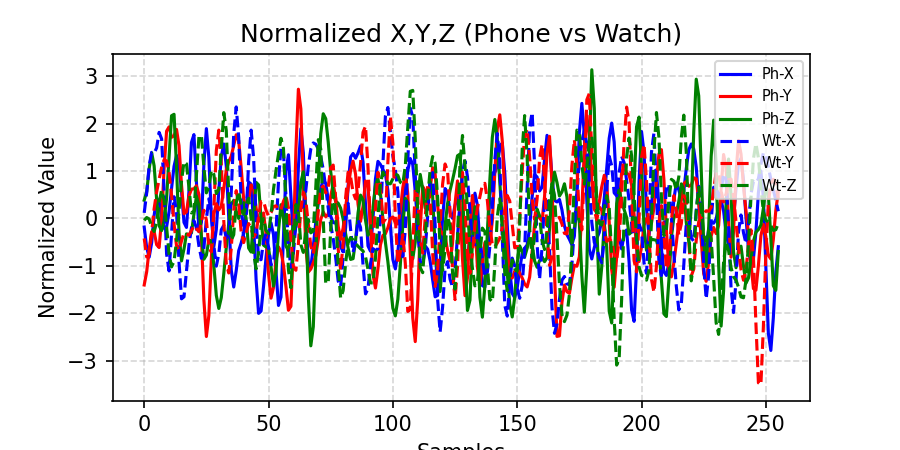 Normalized X,Y,Z (Phone vs Watch)
Normalized Value
3
2
1
0
−1
−2
−3
0 50 100 150 200 250
Samples
Ph-X
Ph-Y
Ph-Z
Wt-X
Wt-Y
Wt-Z